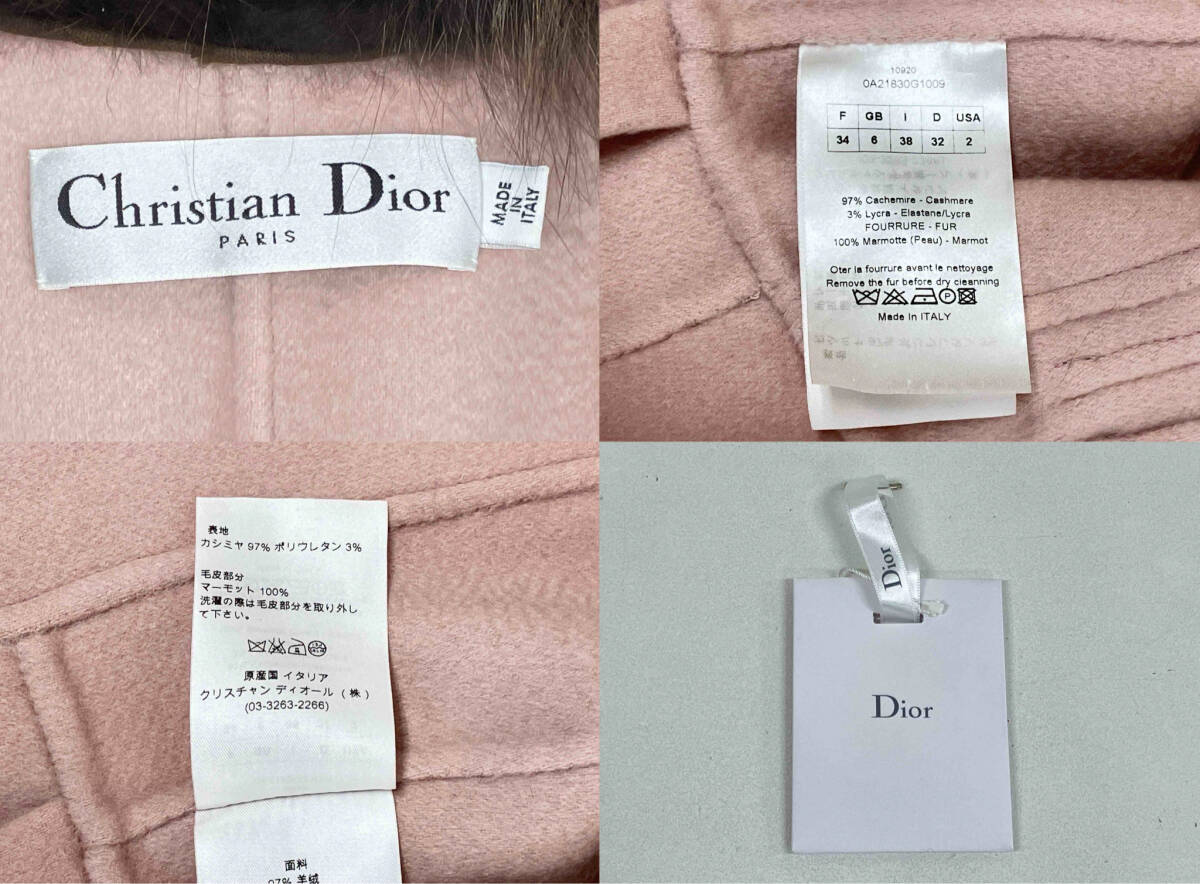 Christian Dior
PARIS
MADE
IN
ITALY
10920
0A21830G1009
F GB I D USA
34 6 38 32 2
97% Cachemire - Cashmere
3% Lycra - Elastane/Lycra
FOURRURE - FUR
100% Marmotte (Peau) - Marmot
Oter la fourrure avant le nettoyage
Remove the fur before dry cleanning
P
Made In ITALY
表地
カシミヤ 97% ポリウレタン 3%
毛皮部分
マーモット 100%
洗濯の際は毛皮部分を取り外し
て下さい。
原産国 イタリア
クリスチャン ディオール (株)
(03-3263-2266)
面料
97% 羊绒
Dior
Dior